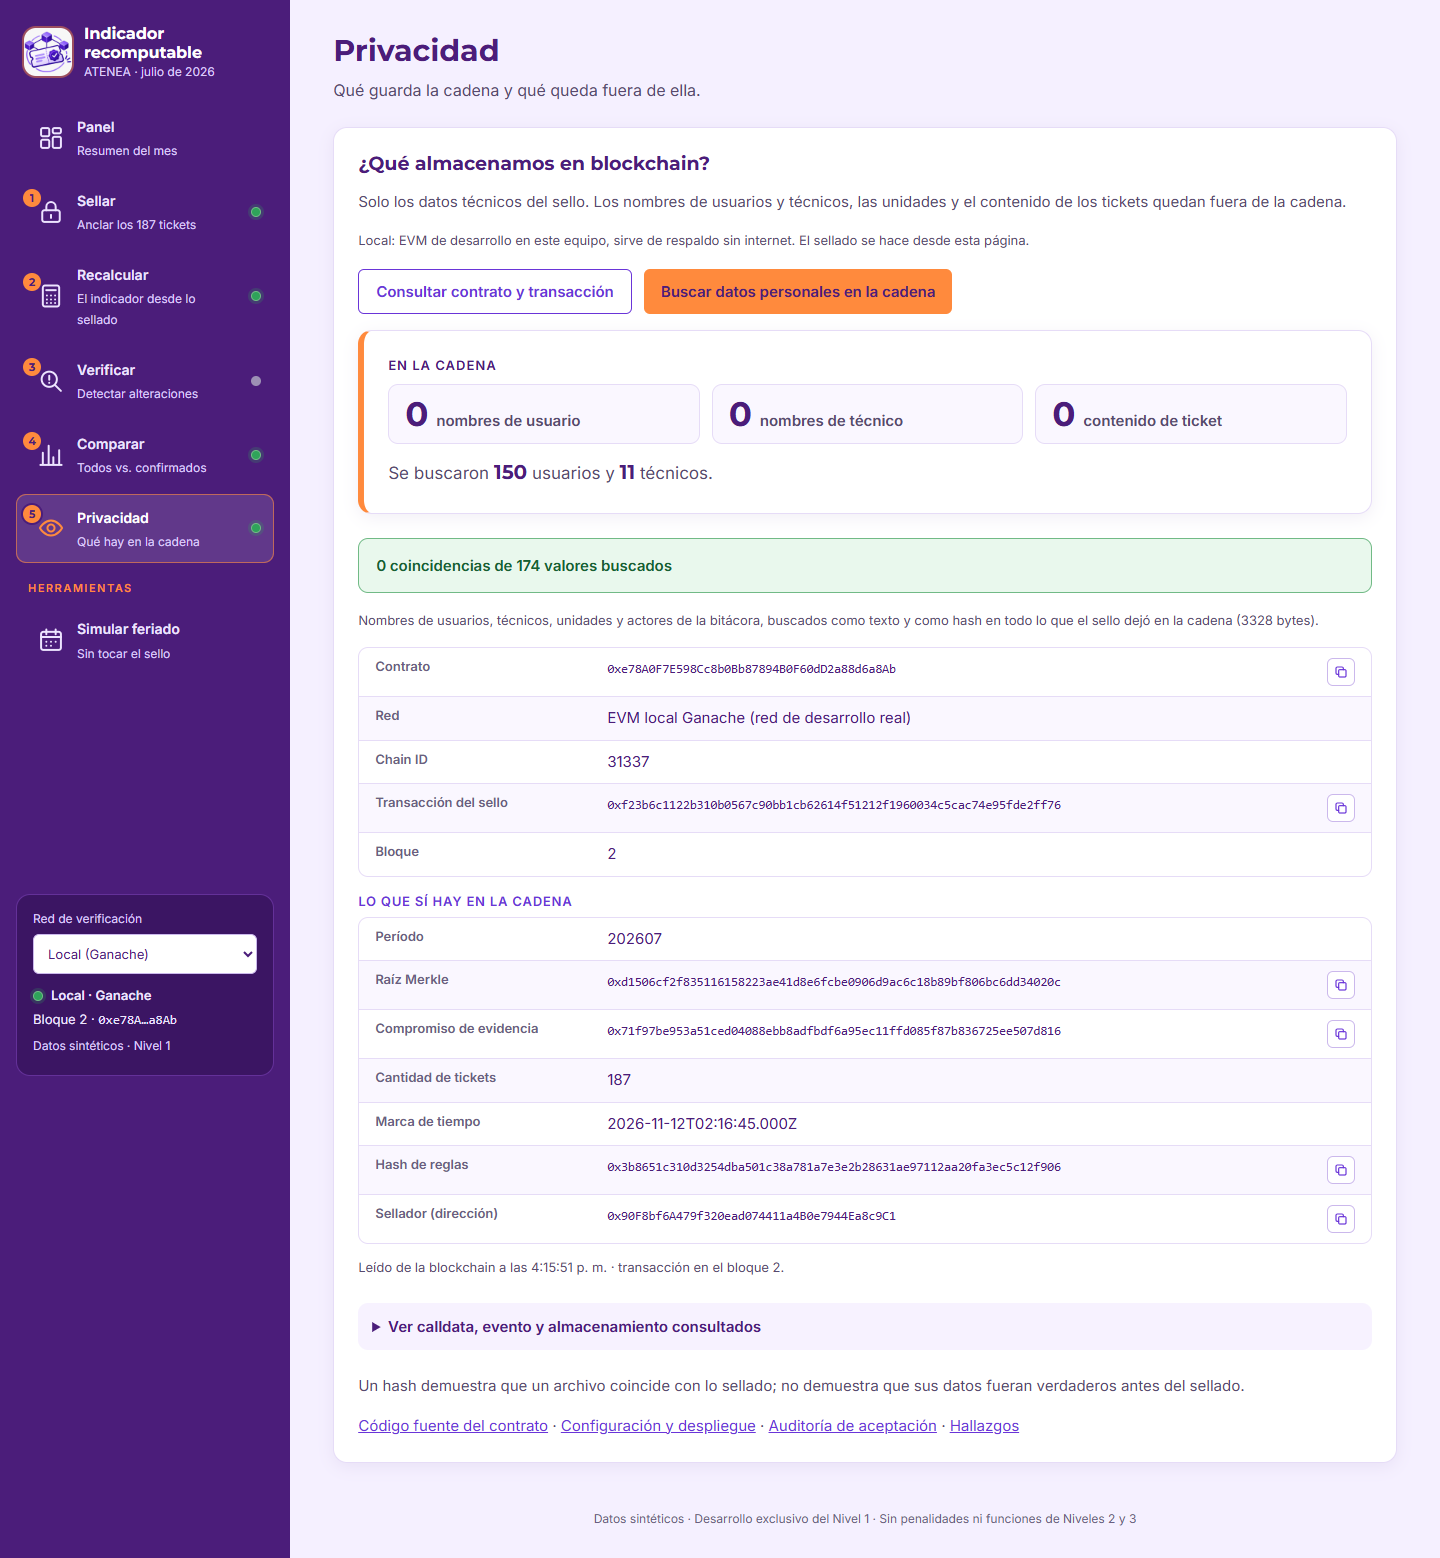 Indicador
recomputable
ATENEA · julio de 2026
Panel
Resumen del mes
1
Sellar
Anclar los 187 tickets
2
Recalcular
El indicador desde lo
sellado
3
Verificar
Detectar alteraciones
4
Comparar
Todos vs. confirmados
5
Privacidad
Qué hay en la cadena
HERRAMIENTAS
Simular feriado
Sin tocar el sello
Red de verificación
Local (Ganache)
Local · Ganache
Bloque 2 · 0xe78A…a8Ab
Datos sintéticos · Nivel 1
Privacidad
Qué guarda la cadena y qué queda fuera de ella.
¿Qué almacenamos en blockchain?
Solo los datos técnicos del sello. Los nombres de usuarios y técnicos, las unidades y el contenido de los tickets quedan fuera de la cadena.
Local: EVM de desarrollo en este equipo, sirve de respaldo sin internet. El sellado se hace desde esta página.
Consultar contrato y transacción
Buscar datos personales en la cadena
EN LA CADENA
0 nombres de usuario
0 nombres de técnico
0 contenido de ticket
Se buscaron 150 usuarios y 11 técnicos.
0 coincidencias de 174 valores buscados
Nombres de usuarios, técnicos, unidades y actores de la bitácora, buscados como texto y como hash en todo lo que el sello dejó en la cadena (3328 bytes).
Contrato 0xe78A0F7E598Cc8b0Bb87894B0F60dD2a88d6a8Ab
Red EVM local Ganache (red de desarrollo real)
Chain ID 31337
Transacción del sello 0xf23b6c1122b310b0567c90bb1cb62614f51212f1960034c5cac74e95fde2ff76
Bloque 2
LO QUE SÍ HAY EN LA CADENA
Período 202607
Raíz Merkle 0xd1506cf2f835116158223ae41d8e6fcbe0906d9ac6c18b89bf806bc6dd34020c
Compromiso de evidencia 0x71f97be953a51ced04088ebb8adfbdf6a95ec11ffd085f87b836725ee507d816
Cantidad de tickets 187
Marca de tiempo 2026-11-12T02:16:45.000Z
Hash de reglas 0x3b8651c310d3254dba501c38a781a7e3e2b28631ae97112aa20fa3ec5c12f906
Sellador (dirección) 0x90F8bf6A479f320ead074411a4B0e7944Ea8c9C1
Leído de la blockchain a las 4:15:51 p. m. · transacción en el bloque 2.
Ver calldata, evento y almacenamiento consultados
Un hash demuestra que un archivo coincide con lo sellado; no demuestra que sus datos fueran verdaderos antes del sellado.
Código fuente del contrato · Configuración y despliegue · Auditoría de aceptación · Hallazgos
Datos sintéticos · Desarrollo exclusivo del Nivel 1 · Sin penalidades ni funciones de Niveles 2 y 3